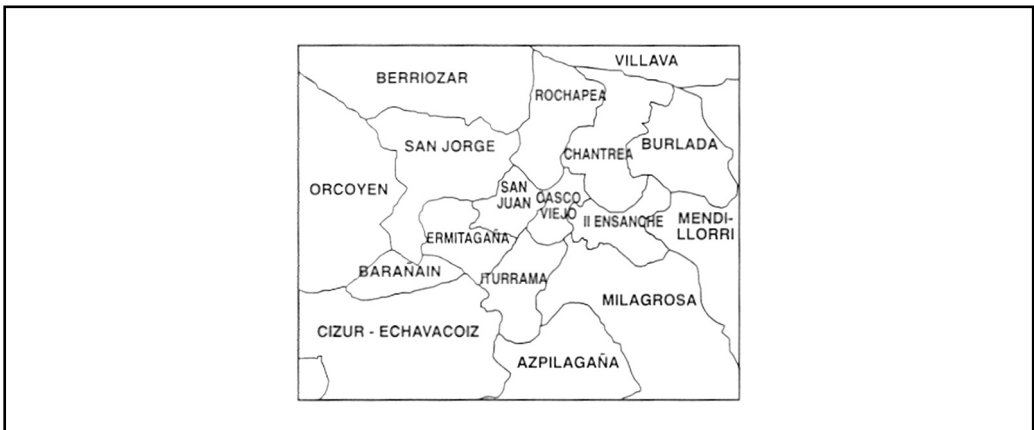 VILLAVA
BERRIOZAR
ROCHAPEA
SAN JORGE
CHANTREA
BURLADA
ORCOYEN
SAN
JUAN
CASCO
VIEJO
II ENSANCHE
MENDI-
LLORRI
ERMITAGAÑA
BARAÑAIN
ITURRAMA
MILAGROSA
CIZUR - ECHAVACOIZ
AZPILAGAÑA